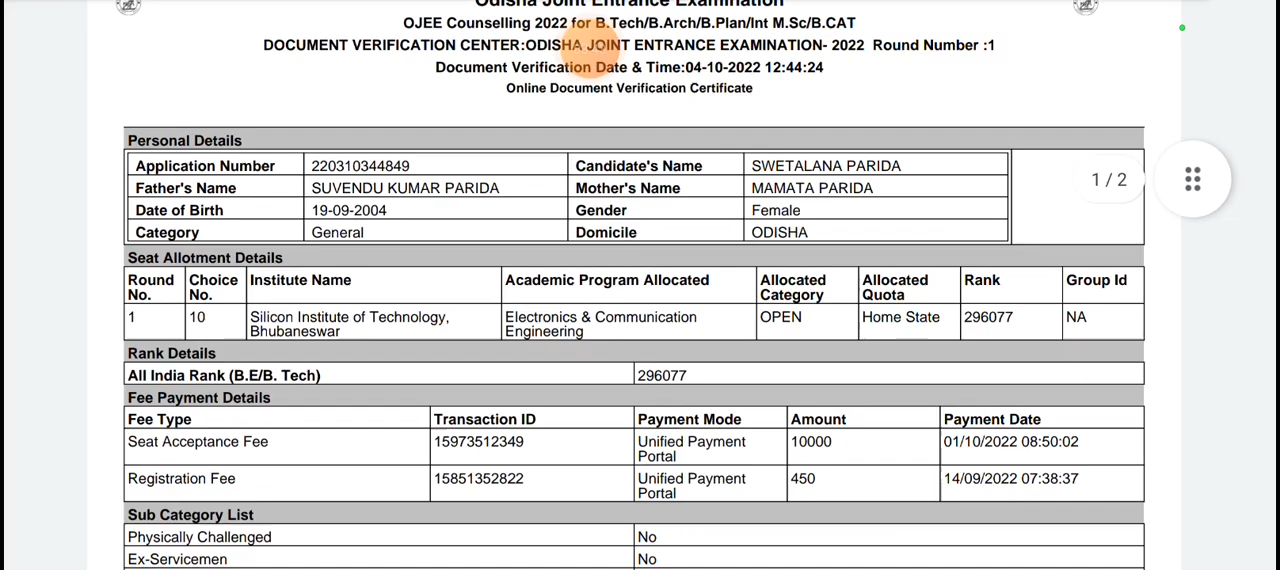 Odisha Joint Entrance Examination
OJEE Counselling 2022 for B.Tech/B.Arch/B.Plan/Int M.Sc/B.CAT
DOCUMENT VERIFICATION CENTER:ODISHA JOINT ENTRANCE EXAMINATION- 2022 Round Number :1
Document Verification Date & Time:04-10-2022 12:44:24
Online Document Verification Certificate
Personal Details
Application Number 220310344849 Candidate's Name SWETALANA PARIDA
Father's Name SUVENDU KUMAR PARIDA Mother's Name MAMATA PARIDA
Date of Birth 19-09-2004 Gender Female
Category General Domicile ODISHA
1 / 2
Seat Allotment Details
Round No. Choice No. Institute Name Academic Program Allocated Allocated Category Allocated Quota Rank Group Id
1 10 Silicon Institute of Technology, Bhubaneswar Electronics & Communication Engineering OPEN Home State 296077 NA
Rank Details
All India Rank (B.E/B. Tech) 296077
Fee Payment Details
Fee Type Transaction ID Payment Mode Amount Payment Date
Seat Acceptance Fee 15973512349 Unified Payment Portal 10000 01/10/2022 08:50:02
Registration Fee 15851352822 Unified Payment Portal 450 14/09/2022 07:38:37
Sub Category List
Physically Challenged No
Ex-Servicemen No